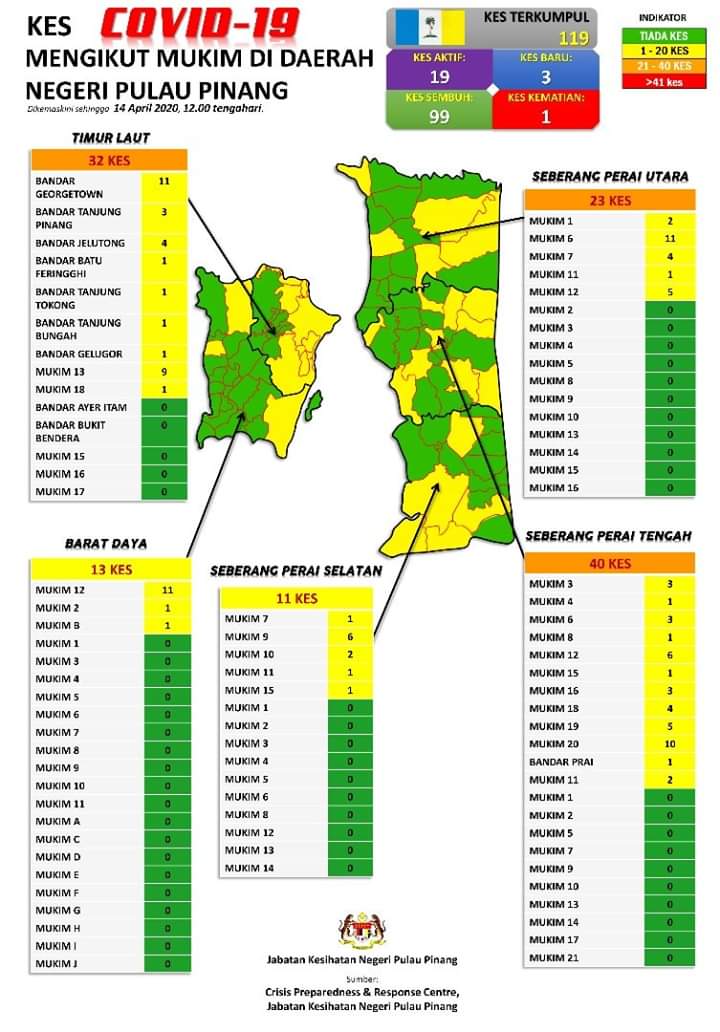 KES COVID-19
MENGIKUT MUKIM DI DAERAH
NEGERI PULAU PINANG
Dikemaskini sehingga 14 April 2020, 12.00 tengahari.
KES TERKUMPUL
119
KES AKTIF:
19
KES BARU:
3
KES SEMBUH:
99
KES KEMATIAN:
1
INDIKATOR
TIADA KES
1 - 20 KES
21 - 40 KES
>41 kes
TIMUR LAUT
32 KES
BANDAR GEORGETOWN 11
BANDAR TANJUNG PINANG 3
BANDAR JELUTONG 4
BANDAR BATU FERINGGHI 1
BANDAR TANJUNG TOKONG 1
BANDAR TANJUNG BUNGAH 1
BANDAR GELUGOR 1
MUKIM 13 9
MUKIM 18 1
BANDAR AYER ITAM 0
BANDAR BUKIT BENDERA 0
MUKIM 15 0
MUKIM 16 0
MUKIM 17 0
SEBERANG PERAI UTARA
23 KES
MUKIM 1 2
MUKIM 6 11
MUKIM 7 4
MUKIM 11 1
MUKIM 12 5
MUKIM 2 0
MUKIM 3 0
MUKIM 4 0
MUKIM 5 0
MUKIM 8 0
MUKIM 9 0
MUKIM 10 0
MUKIM 13 0
MUKIM 14 0
MUKIM 15 0
MUKIM 16 0
BARAT DAYA
13 KES
MUKIM 12 11
MUKIM 2 1
MUKIM B 1
MUKIM 1 0
MUKIM 3 0
MUKIM 4 0
MUKIM 5 0
MUKIM 6 0
MUKIM 7 0
MUKIM 8 0
MUKIM 9 0
MUKIM 10 0
MUKIM 11 0
MUKIM A 0
MUKIM C 0
MUKIM D 0
MUKIM E 0
MUKIM F 0
MUKIM G 0
MUKIM H 0
MUKIM I 0
MUKIM J 0
SEBERANG PERAI SELATAN
11 KES
MUKIM 7 1
MUKIM 9 6
MUKIM 10 2
MUKIM 11 1
MUKIM 15 1
MUKIM 1 0
MUKIM 2 0
MUKIM 3 0
MUKIM 4 0
MUKIM 5 0
MUKIM 6 0
MUKIM 8 0
MUKIM 12 0
MUKIM 13 0
MUKIM 14 0
SEBERANG PERAI TENGAH
40 KES
MUKIM 3 3
MUKIM 4 1
MUKIM 6 3
MUKIM 8 1
MUKIM 12 6
MUKIM 15 1
MUKIM 16 3
MUKIM 18 4
MUKIM 19 5
MUKIM 20 10
BANDAR PRAI 1
MUKIM 11 2
MUKIM 1 0
MUKIM 2 0
MUKIM 5 0
MUKIM 7 0
MUKIM 9 0
MUKIM 10 0
MUKIM 13 0
MUKIM 14 0
MUKIM 17 0
MUKIM 21 0
Jabatan Kesihatan Negeri Pulau Pinang
Sumber:
Crisis Preparedness & Response Centre,
Jabatan Kesihatan Negeri Pulau Pinang